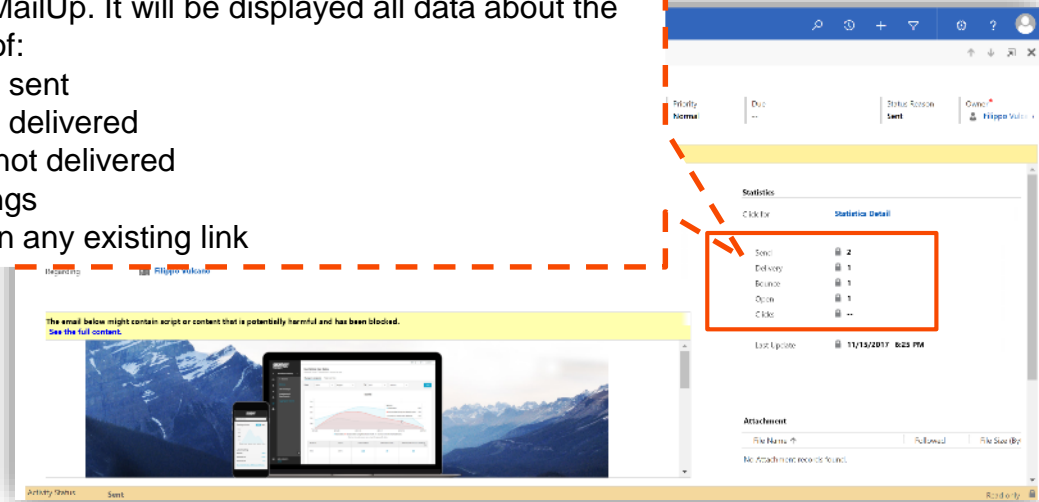 MailUp. It will be displayed all data about the
of:
sent
delivered
not delivered
ngs
n any existing link
Priority
Normal
Due
--
Status Reason
Sent
Owner*
Filippo
Statistics
Click for
Statistics Detail
Send
2
Delivery
1
Bounce
1
Open
1
Clicks
--
Last Update
11/15/2017 6:25 PM
Regarding
Filippo Vulcano
The email below might contain script or content that is potentially harmful and has been blocked.
See the full content.
Attachment
File Name
Followed
File Size (By
No Attachment records found.
Activity Status
Sent
Read only